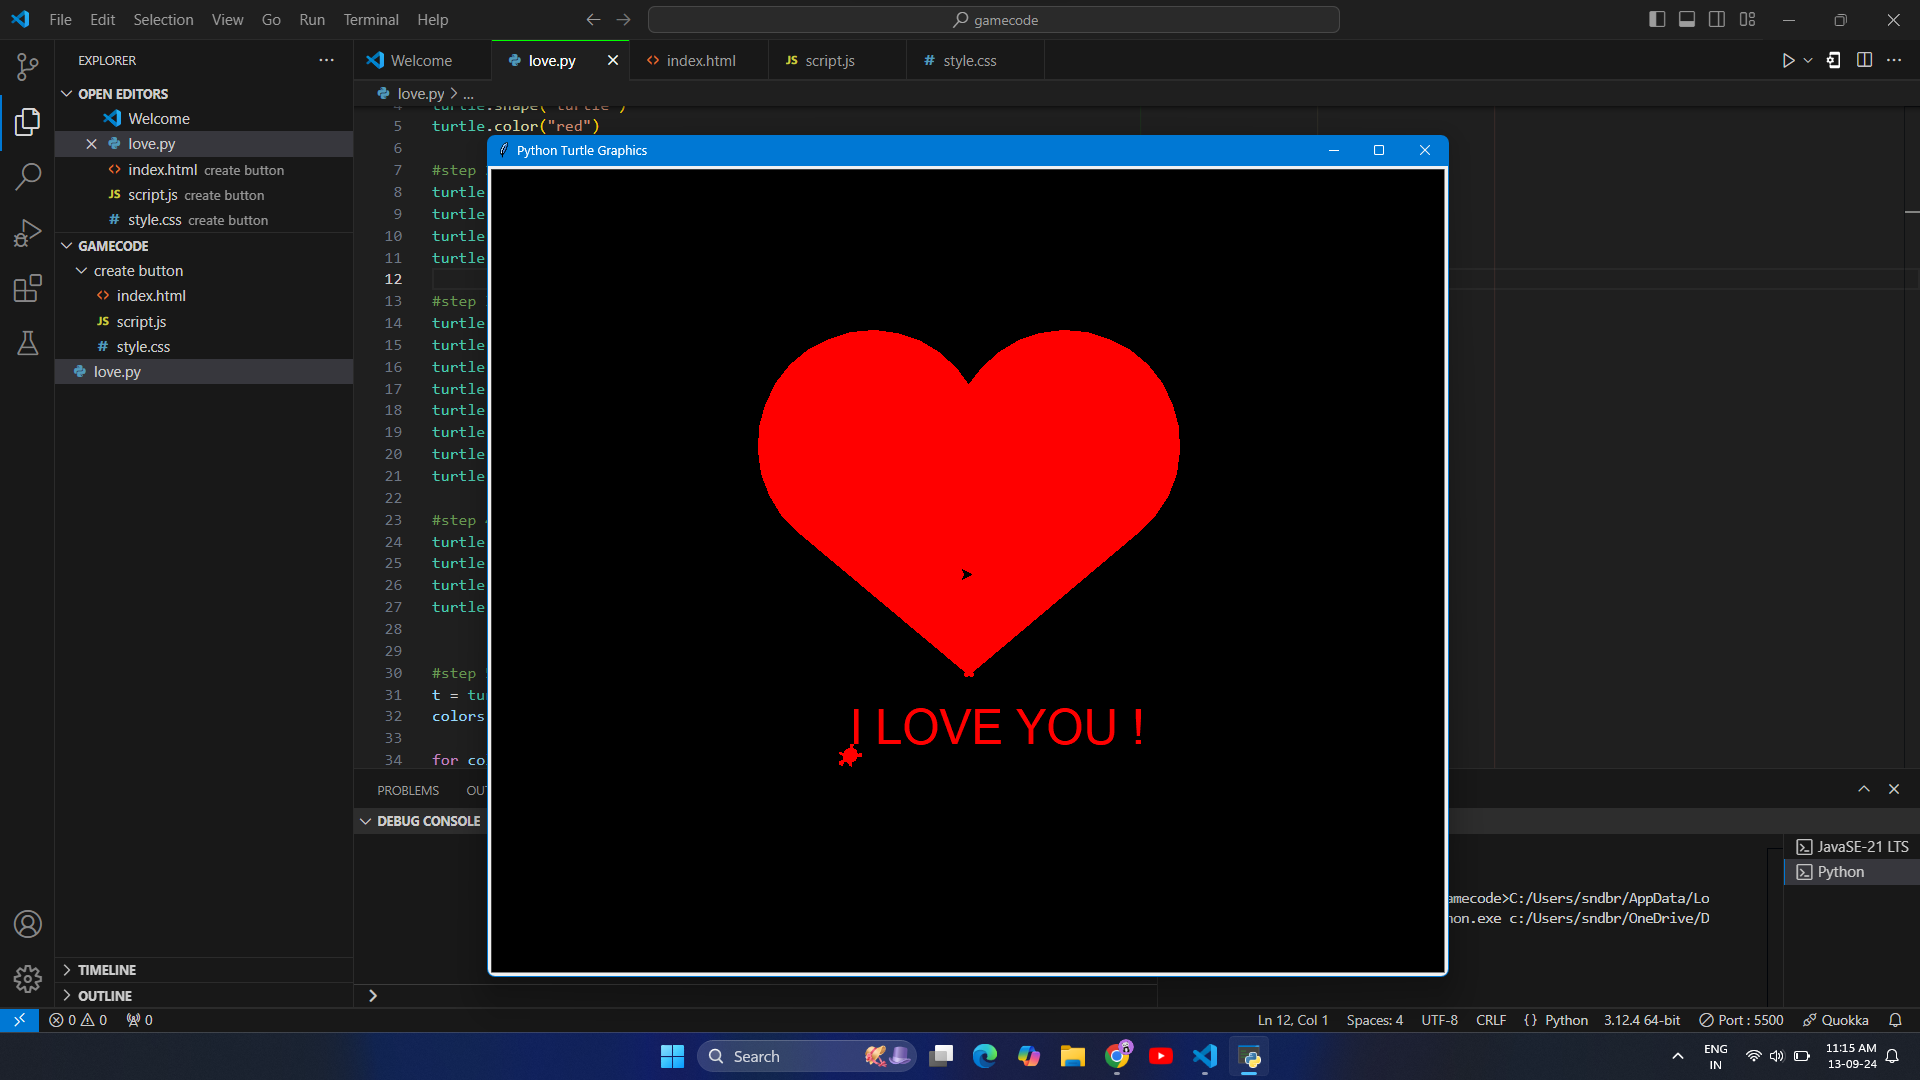 File Edit Selection View Go Run Terminal Help
gamecode
EXPLORER
OPEN EDITORS
Welcome
love.py
index.html create button
script.js create button
style.css create button
GAMECODE
create button
index.html
script.js
style.css
love.py
TIMELINE
OUTLINE
Welcome love.py index.html script.js style.css
love.py > ...
5 turtle.color("red")
6
7 #step
8 turtle
9 turtle
10 turtle
11 turtle
12
13 #step
14 turtle
15 turtle
16 turtle
17 turtle
18 turtle
19 turtle
20 turtle
21 turtle
22
23 #step
24 turtle
25 turtle
26 turtle
27 turtle
28
29
30 #step
31 t = tu
32 colors
33
34 for co
Python Turtle Graphics
I LOVE YOU !
PROBLEMS OU
DEBUG CONSOLE
amecode>C:/Users/sndbr/AppData/Lo
hon.exe c:/Users/sndbr/OneDrive/D
JavaSE-21 LTS
Python
0 0 0
Ln 12, Col 1 Spaces: 4 UTF-8 CRLF {} Python 3.12.4 64-bit Port : 5500 Quokka
Search
ENG
IN
11:15 AM
13-09-24